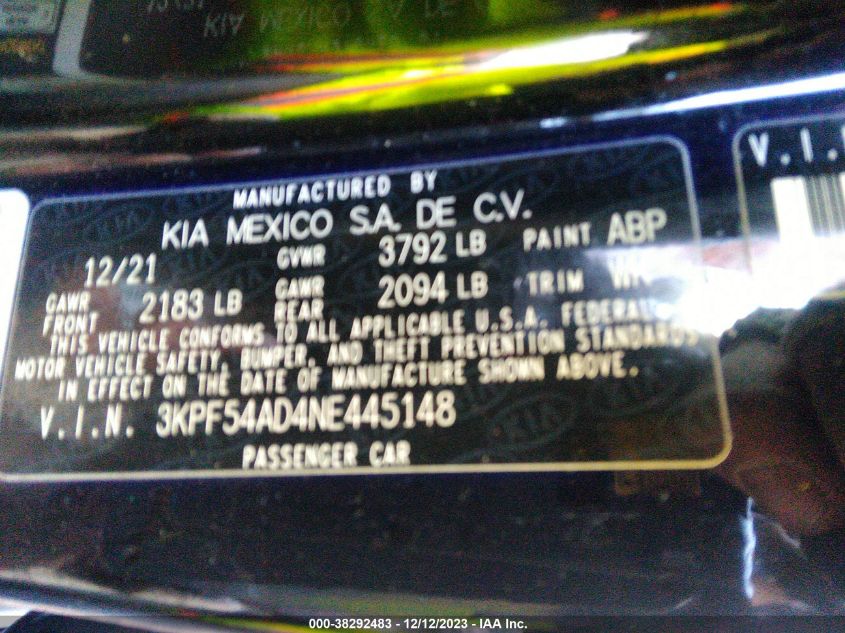 KIA MEXICO
V.I.
MANUFACTURED BY
KIA MEXICO S.A. DE C.V.
12/21 GVWR 3792 LB PAINT ABP
GAWR FRONT 2183 LB GAWR REAR 2094 LB TRIM
THIS VEHICLE CONFORMS TO ALL APPLICABLE U.S.A. FEDERAL
MOTOR VEHICLE SAFETY, BUMPER, AND THEFT PREVENTION STANDARDS
IN EFFECT ON THE DATE OF MANUFACTURE SHOWN ABOVE.
V.I.N. 3KPF54AD4NE445148
PASSENGER CAR
000-38292483 - 12/12/2023 - IAA Inc.